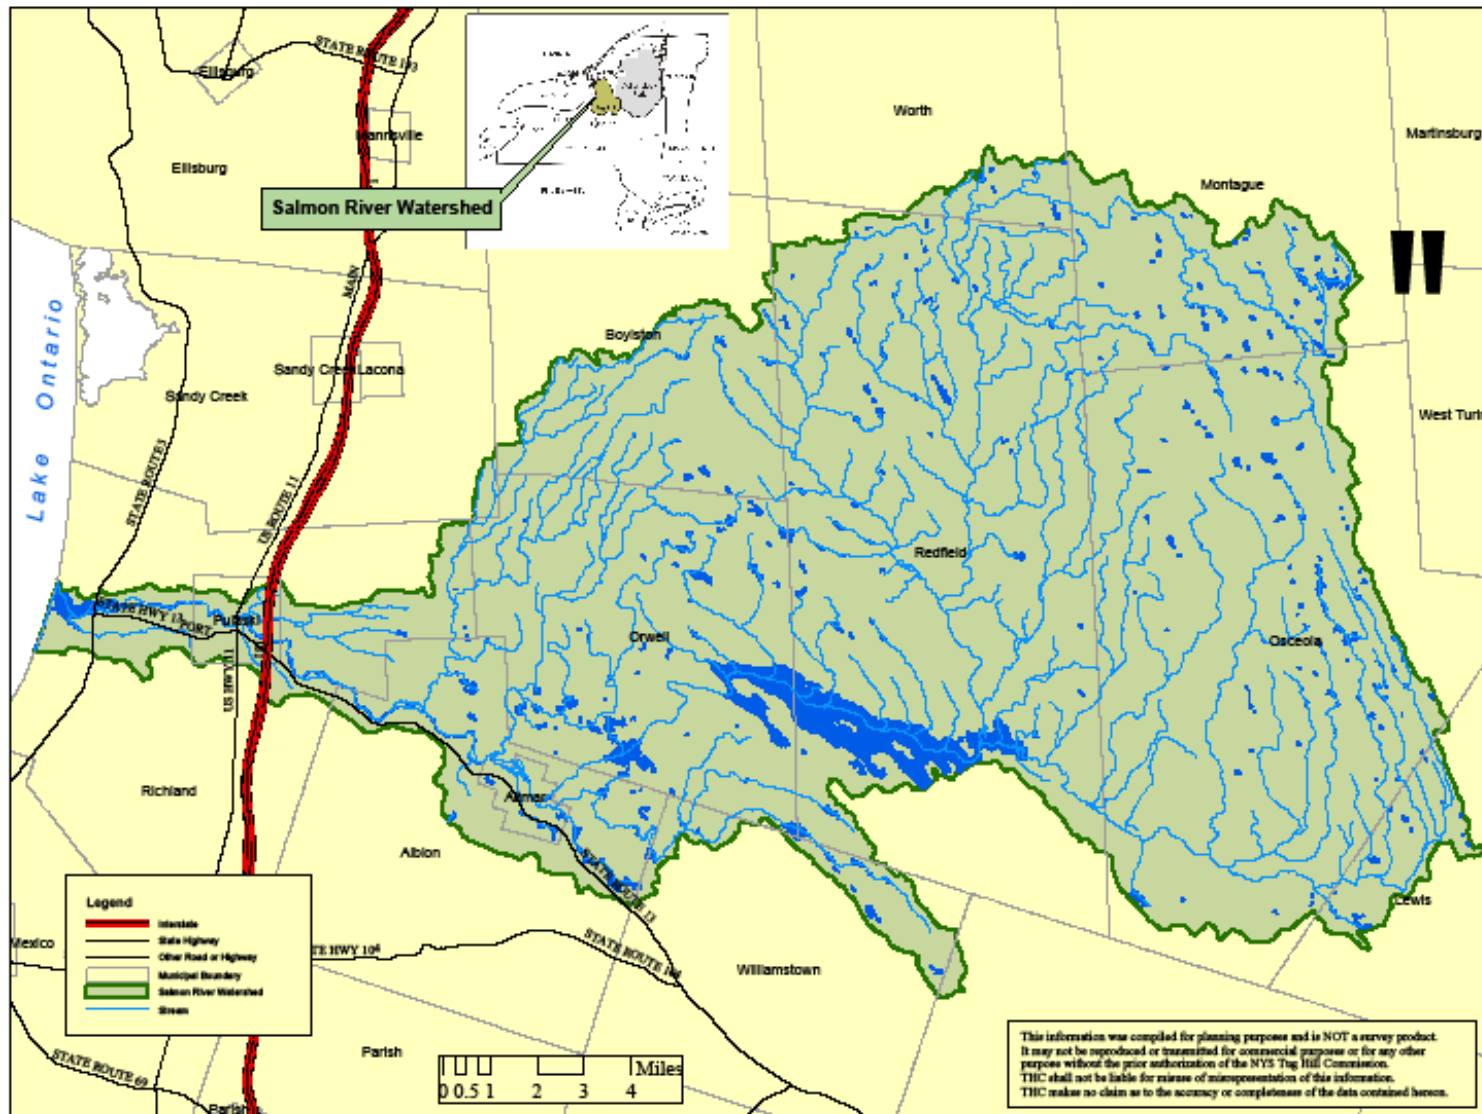 STATE ROUTE 193
Ellisburg
Mannsville
Ellisburg
Worth
Martinsburg
Montague
Salmon River Watershed
MAIN
Lake Ontario
Boylston
Sandy Creek
Lacona
Sandy Creek
West Turin
STATE ROUTE 3
US ROUTE 11
Redfield
STATE HWY 13
PORT
Pulaski
Orwell
Osceola
US HWY 11
Richland
Altmar
Albion
STATE ROUTE 13
Lewis
Legend
Interstate
State Highway
Other Road or Highway
Municipal Boundary
Salmon River Watershed
Stream
Mexico
TE HWY 104
STATE ROUTE 104
Williamstown
STATE ROUTE 69
Parish
Parish
Miles
0 0.5 1 2 3 4
This information was compiled for planning purposes and is NOT a survey product.
It may not be reproduced or transmitted for commercial purposes or for any other
purpose without the prior authorization of the NYS Tug Hill Commission.
THC shall not be liable for misuse of misrepresentation of this information.
THC makes no claim as to the accuracy or completeness of the data contained hereon.